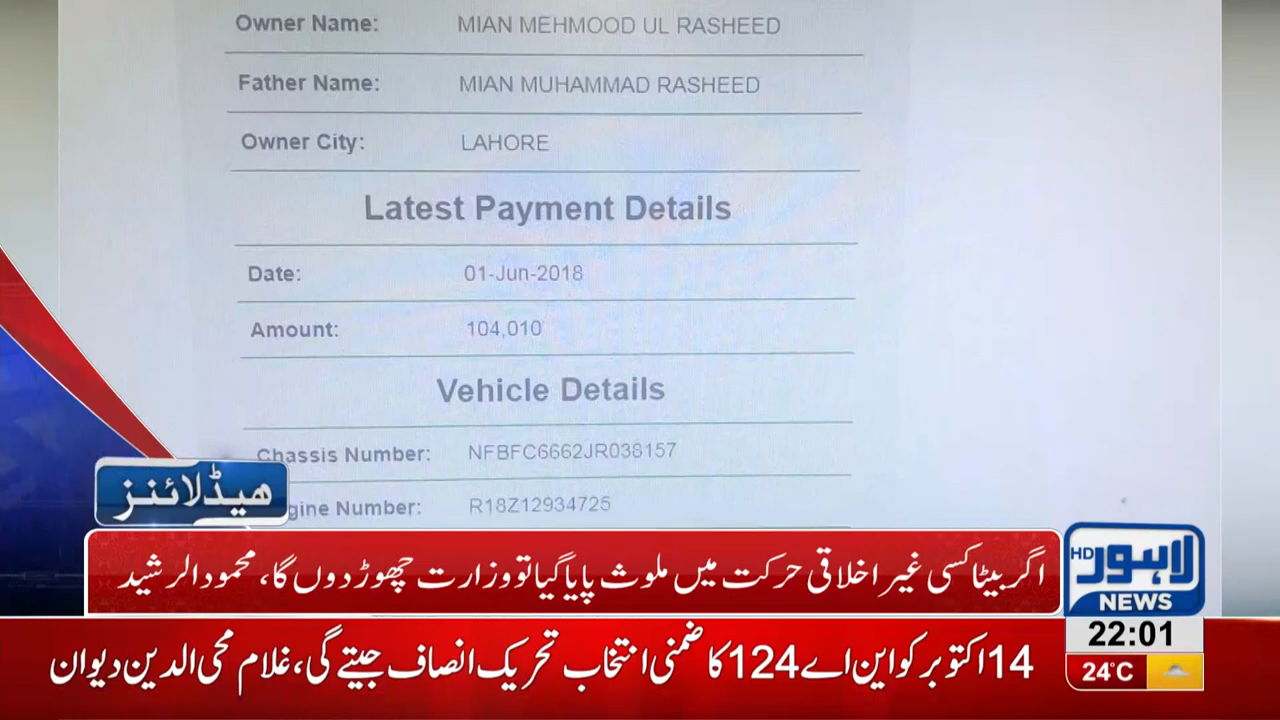 Owner Name: MIAN MEHMOOD UL RASHEED
Father Name: MIAN MUHAMMAD RASHEED
Owner City: LAHORE
Latest Payment Details
Date: 01-Jun-2018
Amount: 104,010
Vehicle Details
Chassis Number: NFBFC6662JR038157
gine Number: R18Z12934725
ہیڈلائنز
اگر بیٹا کسی غیر اخلاقی حرکت میں ملوث پایا گیا تو وزارت چھوڑ دوں گا، محمود الرشید
لاہور HD
NEWS
22:01
24°C
14 اکتوبر کو این اے 124 کا ضمنی انتخاب تحریک انصاف جیتے گی، غلام محی الدین دیوان